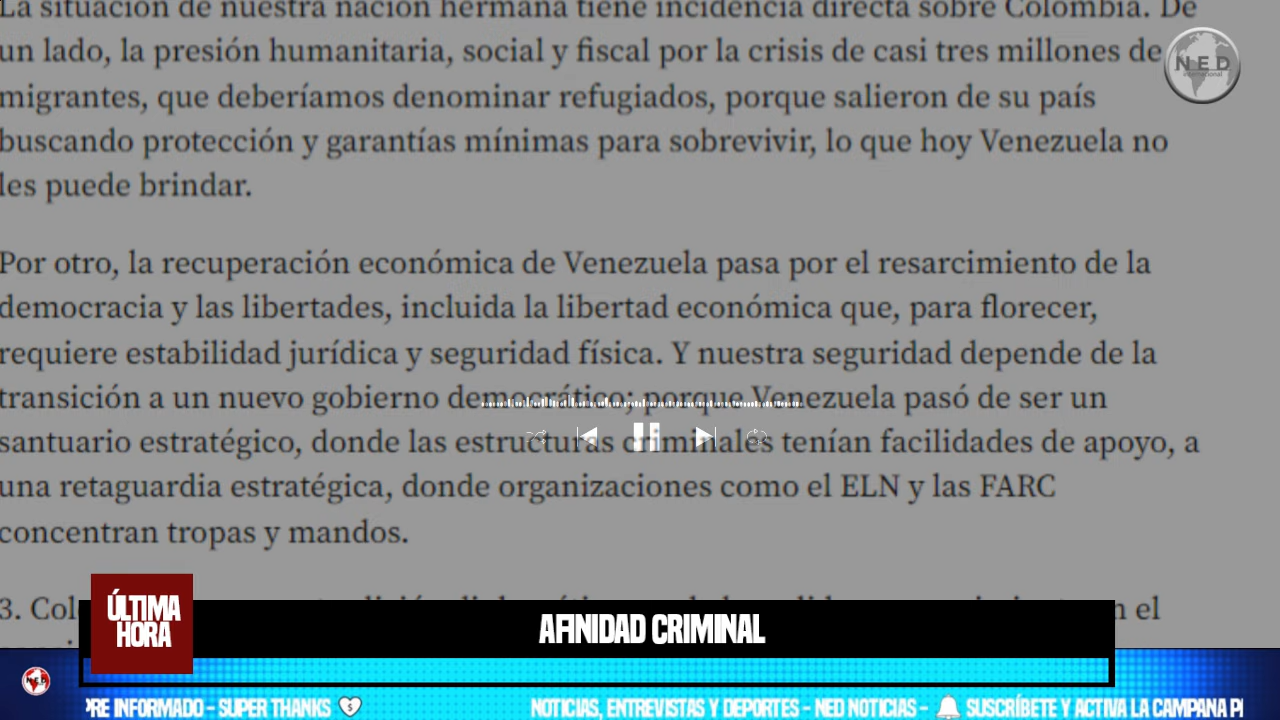 La situación de nuestra nación hermana tiene incidencia directa sobre Colombia. De
un lado, la presión humanitaria, social y fiscal por la crisis de casi tres millones de
NED
international
migrantes, que deberíamos denominar refugiados, porque salieron de su país
buscando protección y garantías mínimas para sobrevivir, lo que hoy Venezuela no
les puede brindar.
Por otro, la recuperación económica de Venezuela pasa por el resarcimiento de la
democracia y las libertades, incluida la libertad económica que, para florecer,
requiere estabilidad jurídica y seguridad física. Y nuestra seguridad depende de la
transición a un nuevo gobierno democrático; porque Venezuela pasó de ser un
santuario estratégico, donde las estructuras criminales tenían facilidades de apoyo, a
una retaguardia estratégica, donde organizaciones como el ELN y las FARC
concentran tropas y mandos.
3. el
ÚLTIMA
HORA
AFINIDAD CRIMINAL
NED
RE INFORMADO - SUPER THANKS NOTICIAS, ENTREVISTAS Y DEPORTES - NED NOTICIAS - SUSCRÍBETE Y ACTIVA LA CAMPANA